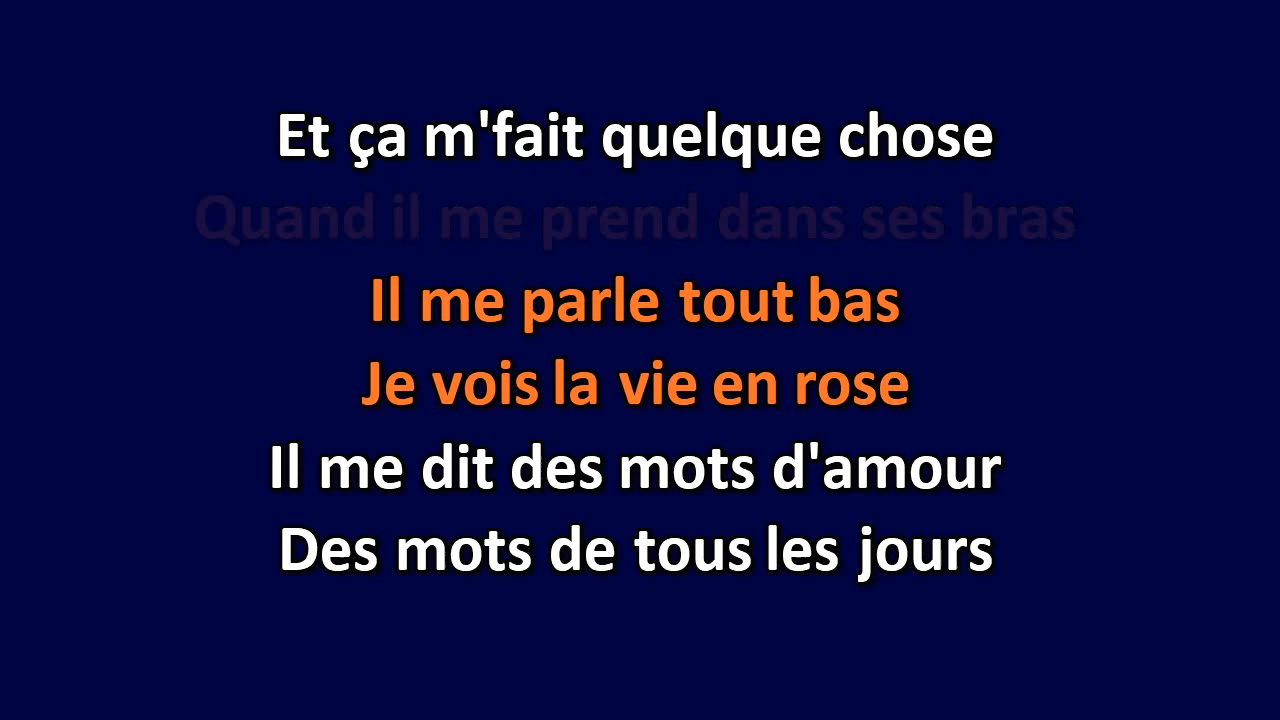 Et ça m'fait quelque chose
Quand il me prend dans ses bras
Il me parle tout bas
Je vois la vie en rose
Il me dit des mots d'amour
Des mots de tous les jours